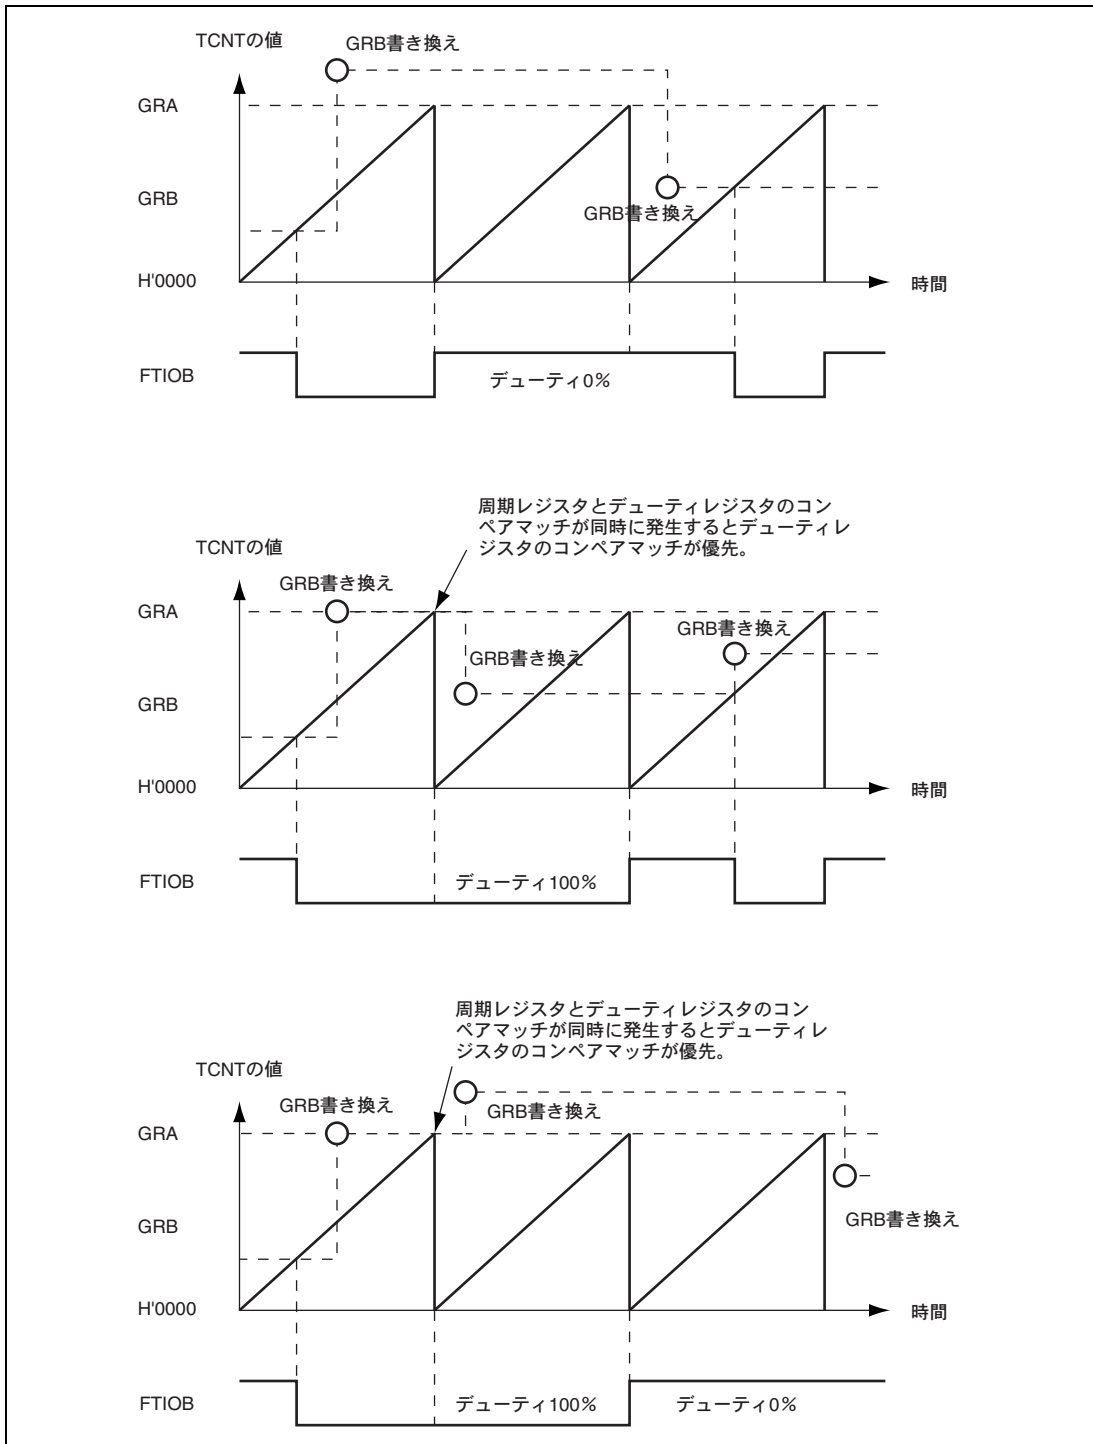 TCNTの値
GRB書き換え
GRA
GRB
GRB書き換え
H'0000
時間
FTIOB
デューティ0%
周期レジスタとデューティレジスタのコン
ペアマッチが同時に発生するとデューティレ
ジスタのコンペアマッチが優先。
TCNTの値
GRB書き換え
GRA
GRB書き換え
GRB書き換え
GRB
H'0000
時間
FTIOB
デューティ100%
周期レジスタとデューティレジスタのコン
ペアマッチが同時に発生するとデューティレ
ジスタのコンペアマッチが優先。
TCNTの値
GRB書き換え
GRB書き換え
GRA
GRB
GRB書き換え
H'0000
時間
FTIOB
デューティ100%
デューティ0%